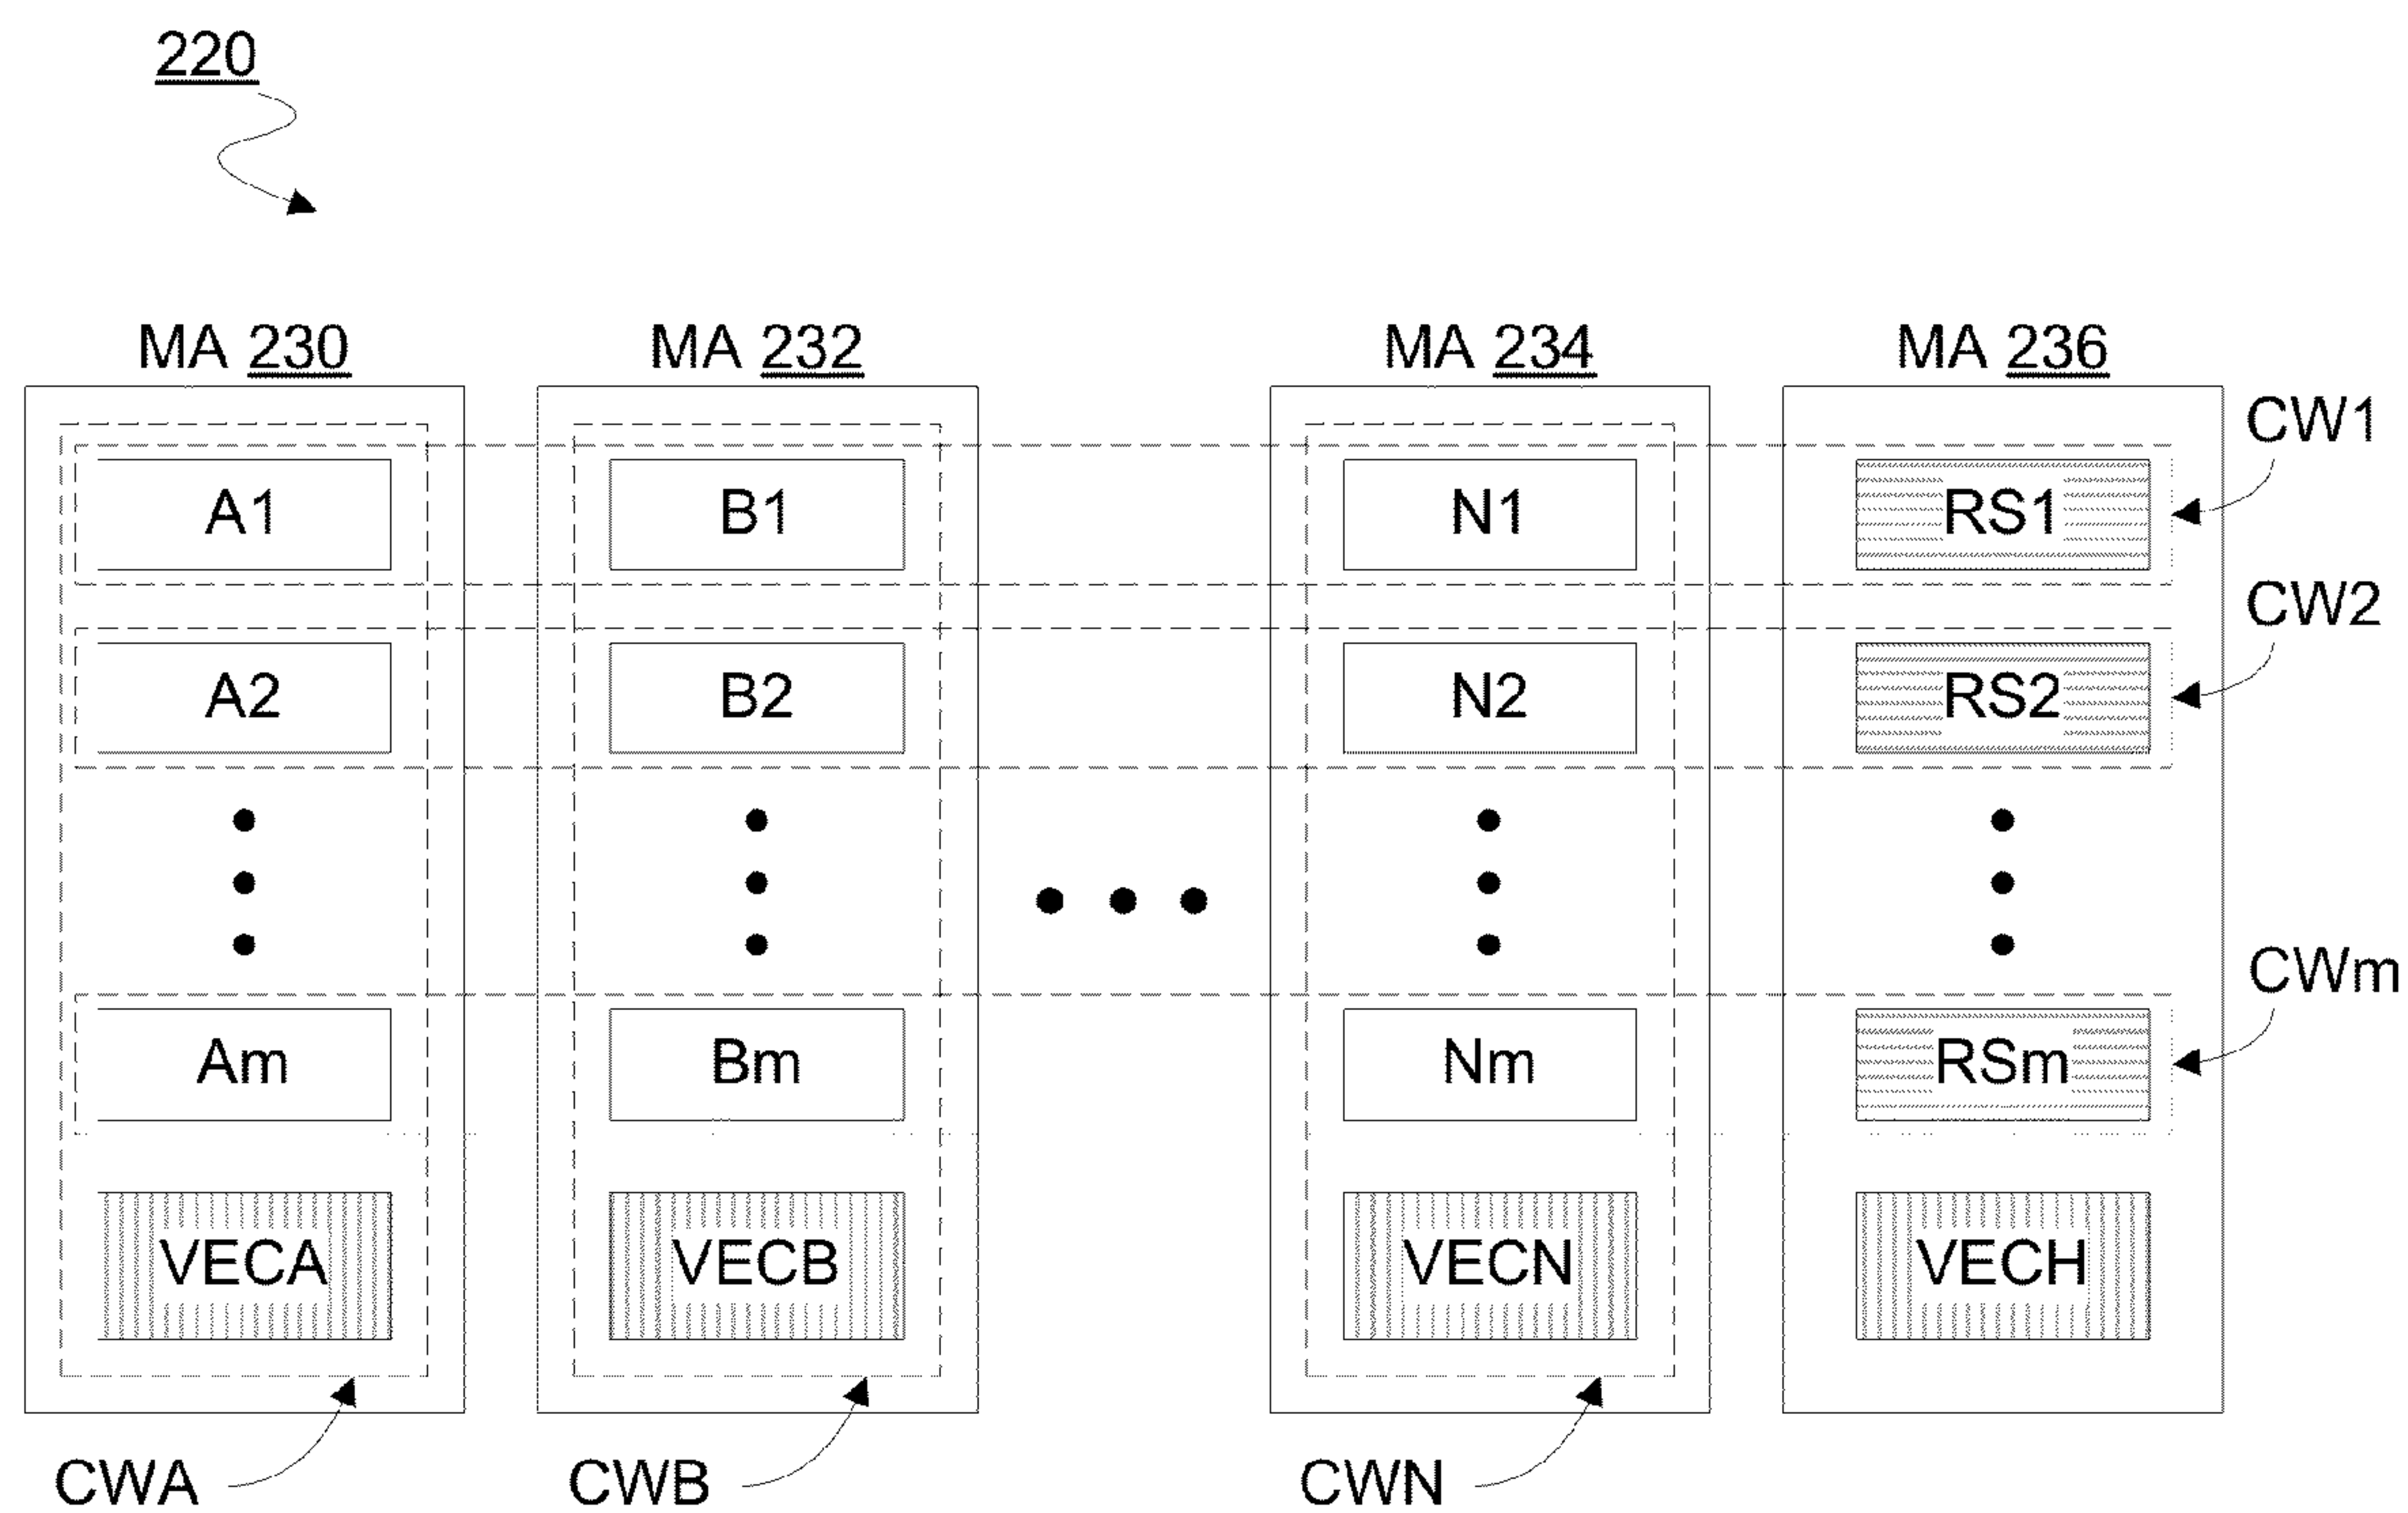 220
MA 230 MA 232 MA 234 MA 236
CW1
A1 B1 N1 RS1
CW2
A2 B2 N2 RS2
CWm
Am Bm Nm RSm
VECA VECB VECN VECH
CWA CWB CWN